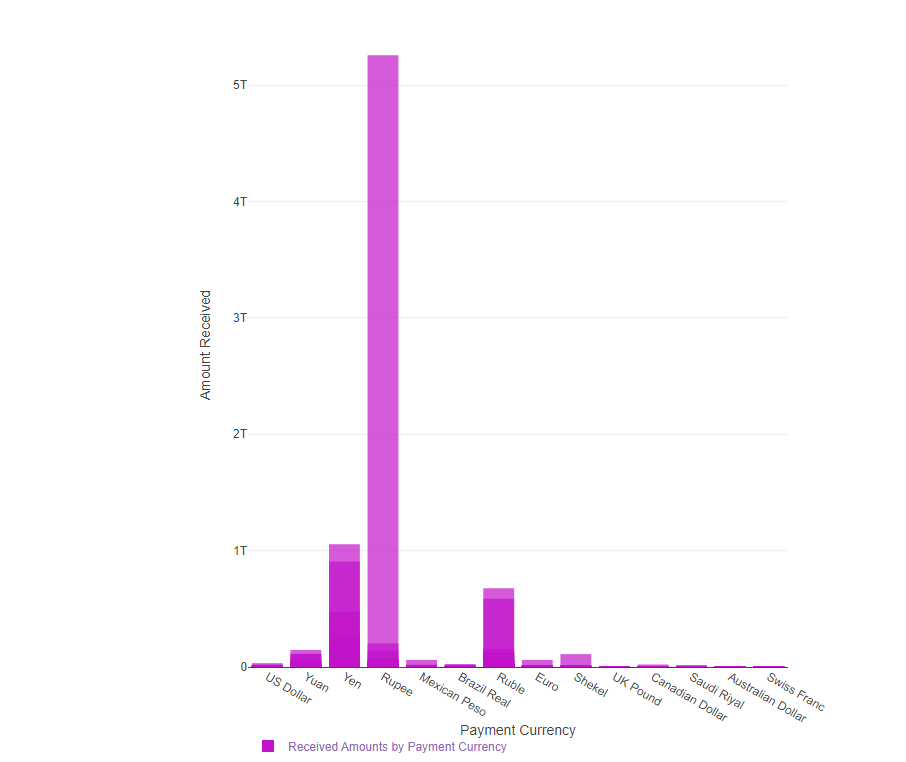 5T
4T
3T
2T
1T
0
Amount Received
US Dollar
Yuan
Yen
Rupee
Mexican Peso
Brazil Real
Ruble
Euro
Shekel
UK Pound
Canadian Dollar
Saudi Riyal
Australian Dollar
Swiss Franc
Payment Currency
Received Amounts by Payment Currency